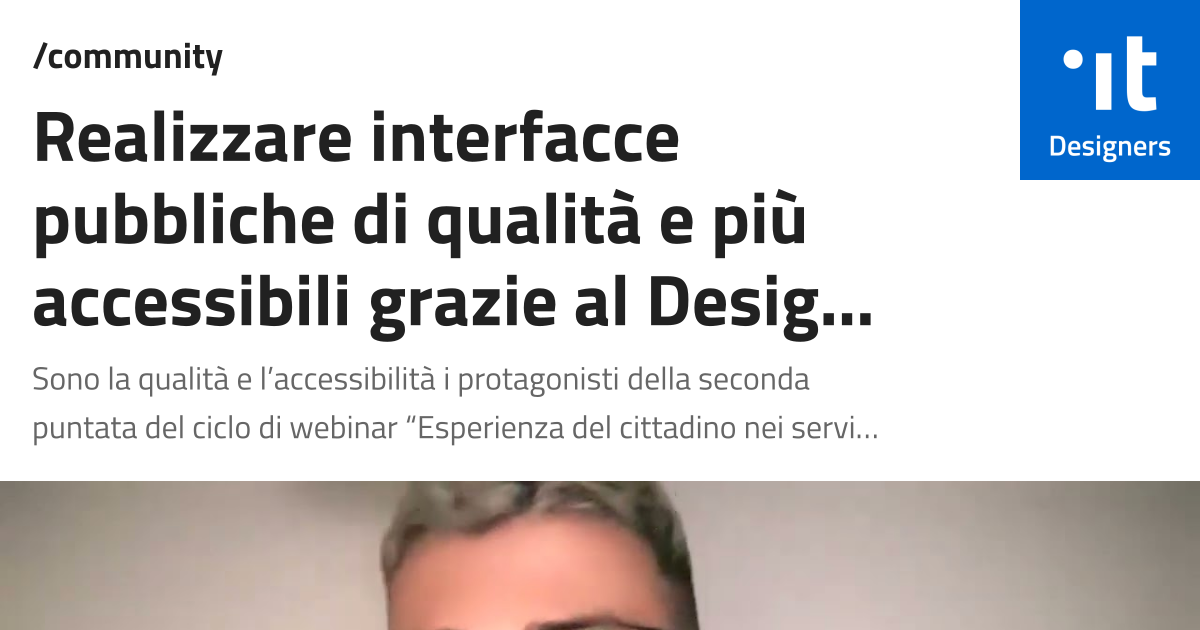 /community
Realizzare interfacce
pubbliche di qualità e più
accessibili grazie al Desig...
Sono la qualità e l’accessibilità i protagonisti della seconda
puntata del ciclo di webinar “Esperienza del cittadino nei servi...
it
Designers